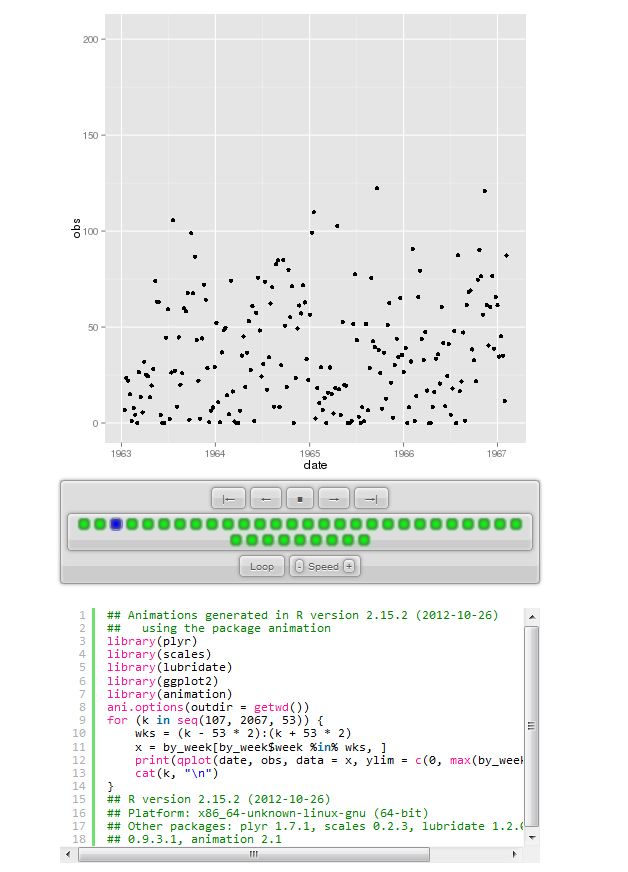 200
150
obs
100
50
0
1963 1964 1965 1966 1967
date
|← ← ■ → →|
Loop - Speed +
1 ## Animations generated in R version 2.15.2 (2012-10-26)
2 ##   using the package animation
3 library(plyr)
4 library(scales)
5 library(lubridate)
6 library(ggplot2)
7 library(animation)
8 ani.options(outdir = getwd())
9 for (k in seq(107, 2067, 53)) {
10     wks = (k - 53 * 2):(k + 53 * 2)
11     x = by_week[by_week$week %in% wks, ]
12     print(qplot(date, obs, data = x, ylim = c(0, max(by_week
13     cat(k, "\n")
14 }
15 ## R version 2.15.2 (2012-10-26)
16 ## Platform: x86_64-unknown-linux-gnu (64-bit)
17 ## Other packages: plyr 1.7.1, scales 0.2.3, lubridate 1.2.0
18 ## 0.9.3.1, animation 2.1